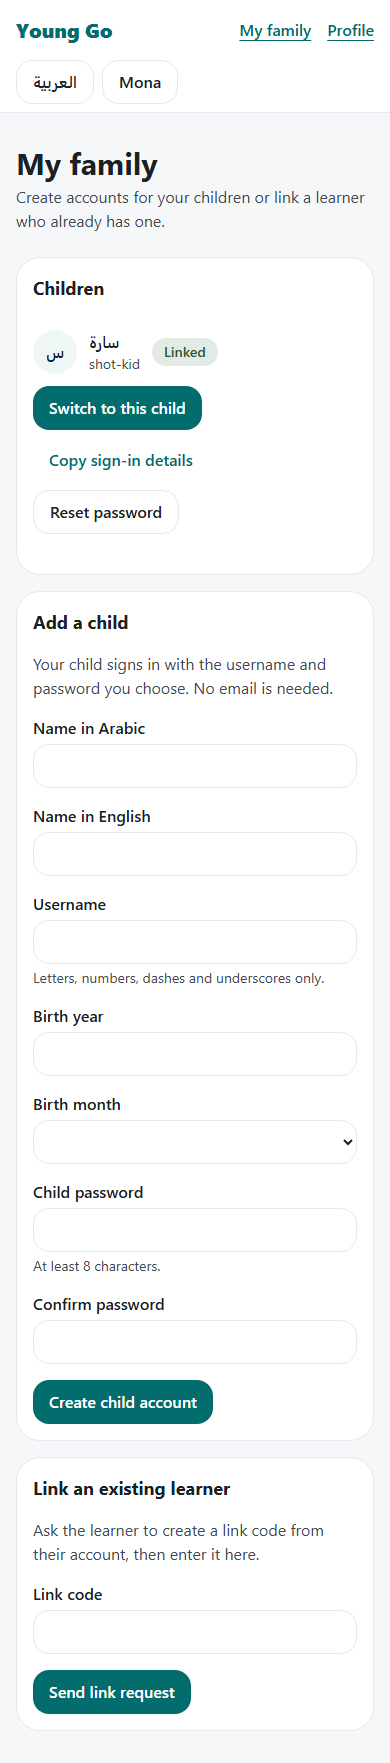 Young Go
My family
Profile
العربية
Mona
My family
Create accounts for your children or link a learner
who already has one.
Children
س
سارة
shot-kid
Linked
Switch to this child
Copy sign-in details
Reset password
Add a child
Your child signs in with the username and
password you choose. No email is needed.
Name in Arabic
Name in English
Username
Letters, numbers, dashes and underscores only.
Birth year
Birth month
Child password
At least 8 characters.
Confirm password
Create child account
Link an existing learner
Ask the learner to create a link code from
their account, then enter it here.
Link code
Send link request